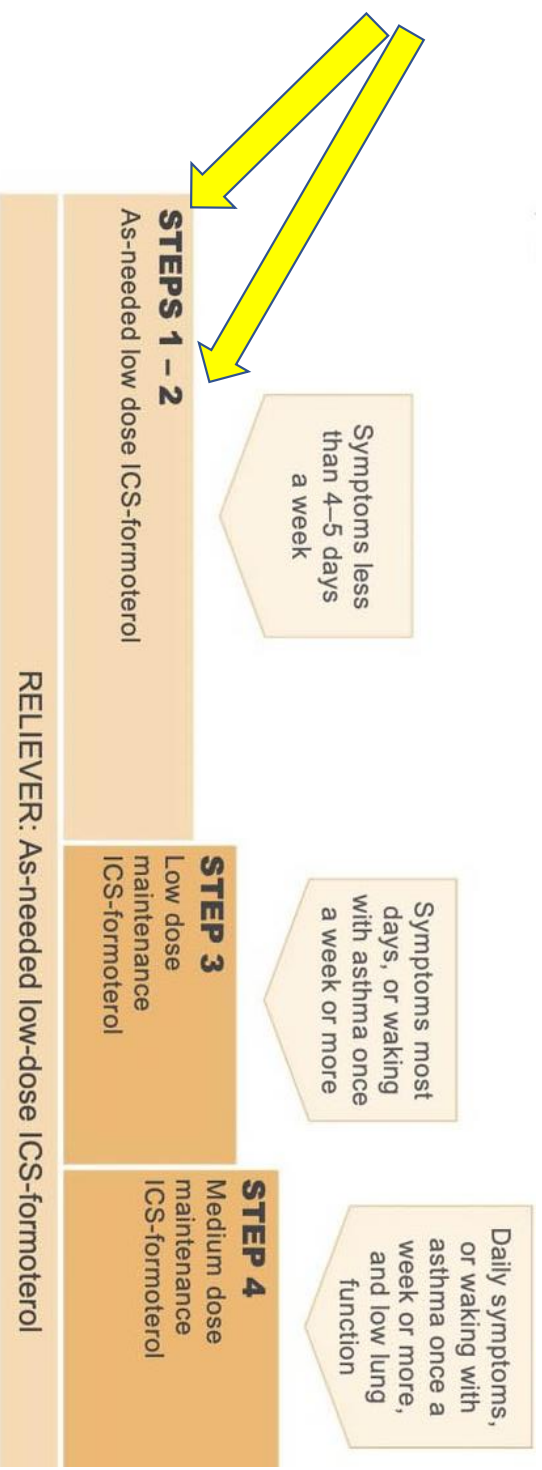 Symptoms less
than 4–5 days
a week
Symptoms most
days, or waking
with asthma once
a week or more
Daily symptoms,
or waking with
asthma once a
week or more,
and low lung
function
STEPS 1 – 2
As-needed low dose ICS-formoterol
STEP 3
Low dose
maintenance
ICS-formoterol
STEP 4
Medium dose
maintenance
ICS-formoterol
RELIEVER: As-needed low-dose ICS-formoterol